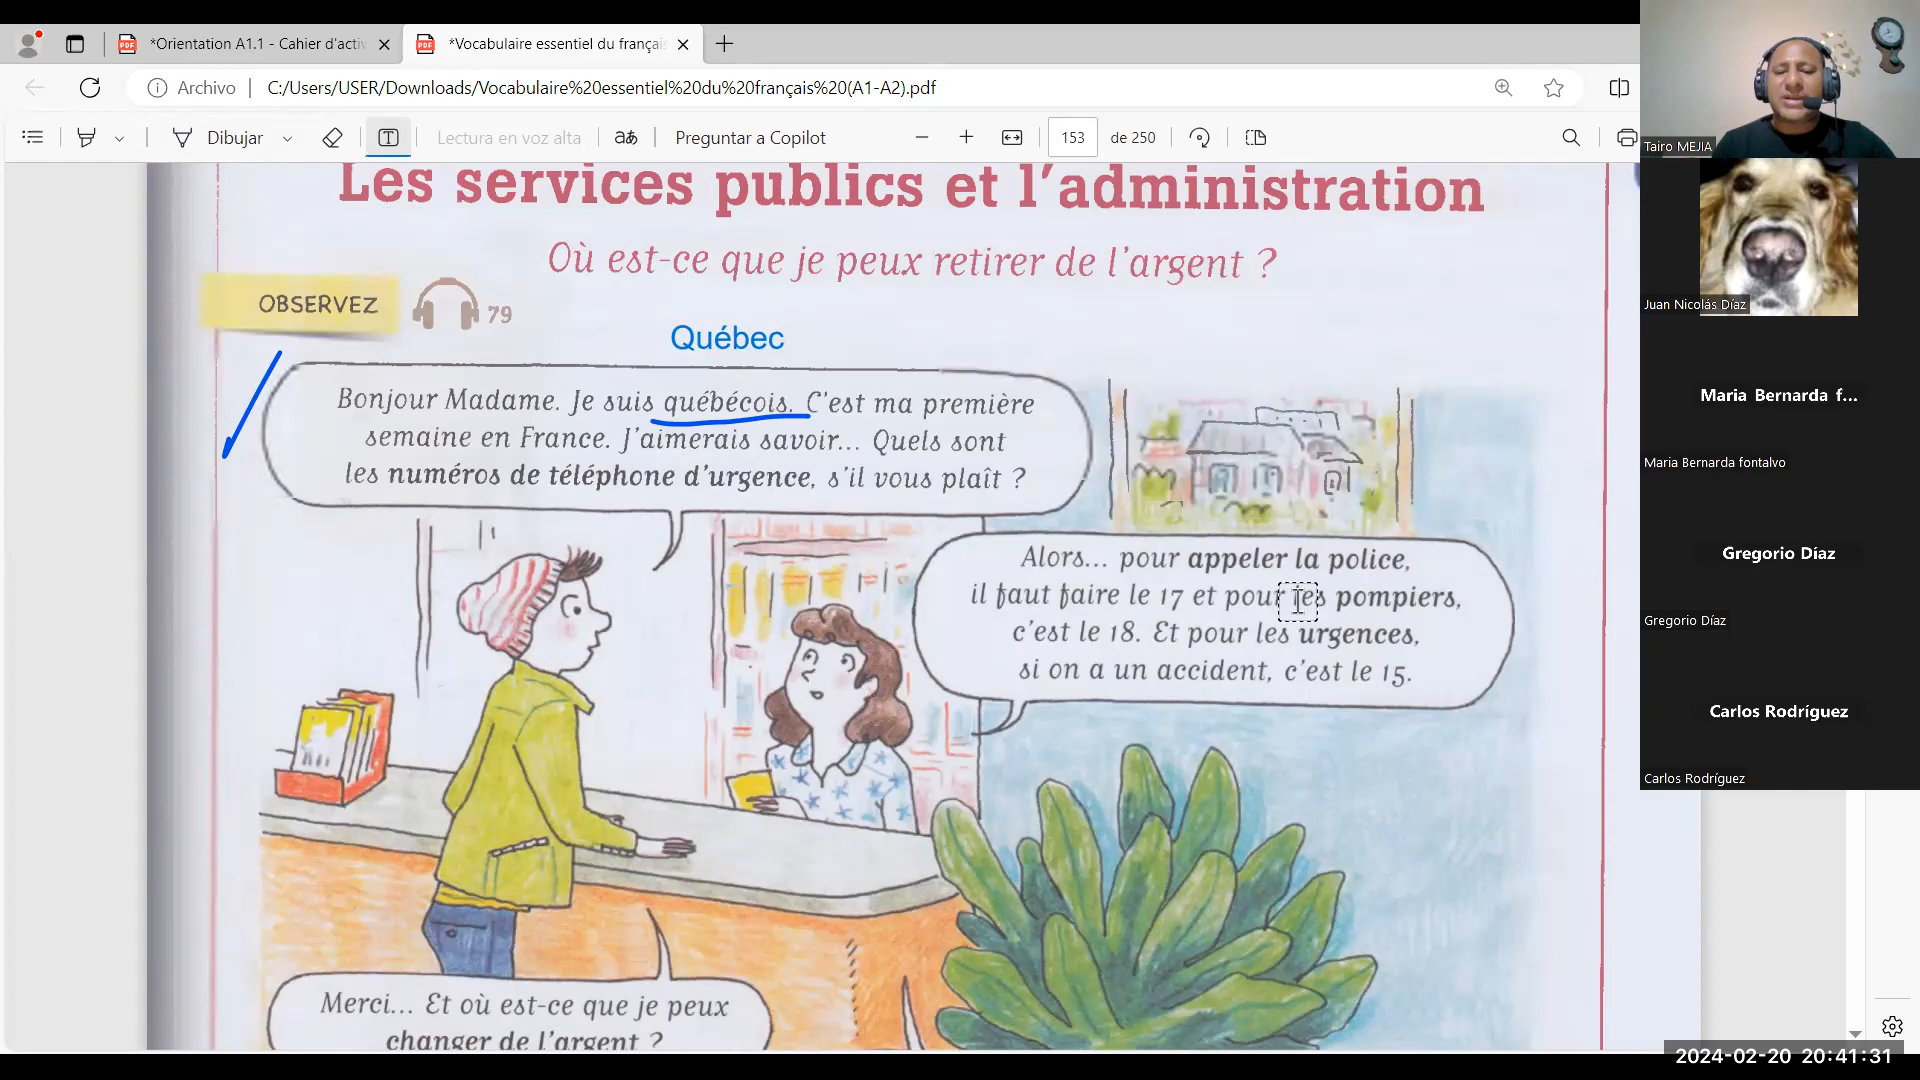 *Orientation A1.1 - Cahier d'activ
*Vocabulaire essentiel du françai
Archivo
C:/Users/USER/Downloads/Vocabulaire%20essentiel%20du%20français%20(A1-A2).pdf
Dibujar
Lectura en voz alta
aあ
Preguntar a Copilot
153
de 250
Les services publics et l'administration
Où est-ce que je peux retirer de l'argent ?
OBSERVEZ
79
Québec
Bonjour Madame. Je suis québécois. C'est ma première
semaine en France. J'aimerais savoir... Quels sont
les numéros de téléphone d'urgence, s'il vous plaît ?
Alors... pour appeler la police,
il faut faire le 17 et pour les pompiers,
c'est le 18. Et pour les urgences,
si on a un accident, c'est le 15.
Merci... Et où est-ce que je peux
changer de l'argent ?
Tairo MEJIA
Juan Nicolás Díaz
Maria Bernarda f...
Maria Bernarda fontalvo
Gregorio Díaz
Gregorio Díaz
Carlos Rodríguez
Carlos Rodríguez
2024-02-20 20:41:31